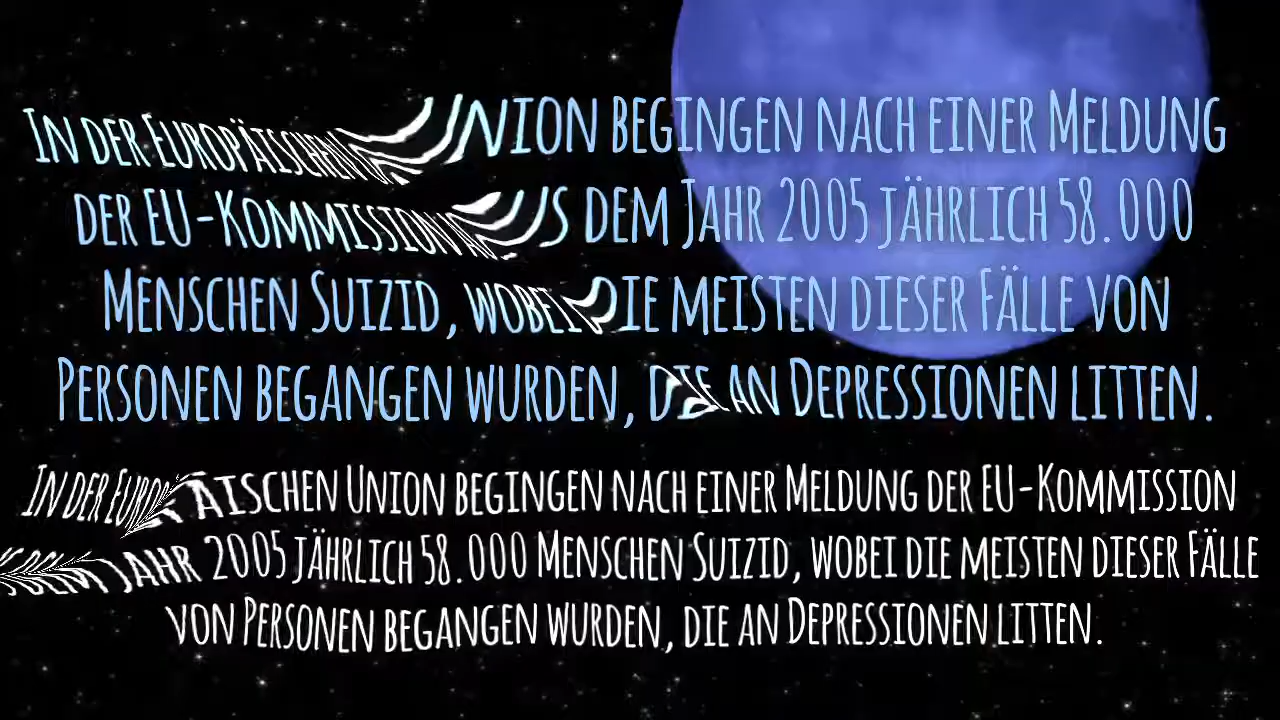 In der Europäischen Union begingen nach einer Meldung
der EU-Kommission aus dem Jahr 2005 jährlich 58.000
Menschen Suizid, wobei die meisten dieser Fälle von
Personen begangen wurden, die an Depressionen litten.
In der Europäischen Union begingen nach einer Meldung der EU-Kommission
dem Jahr 2005 jährlich 58.000 Menschen Suizid, wobei die meisten dieser Fälle
von Personen begangen wurden, die an Depressionen litten.